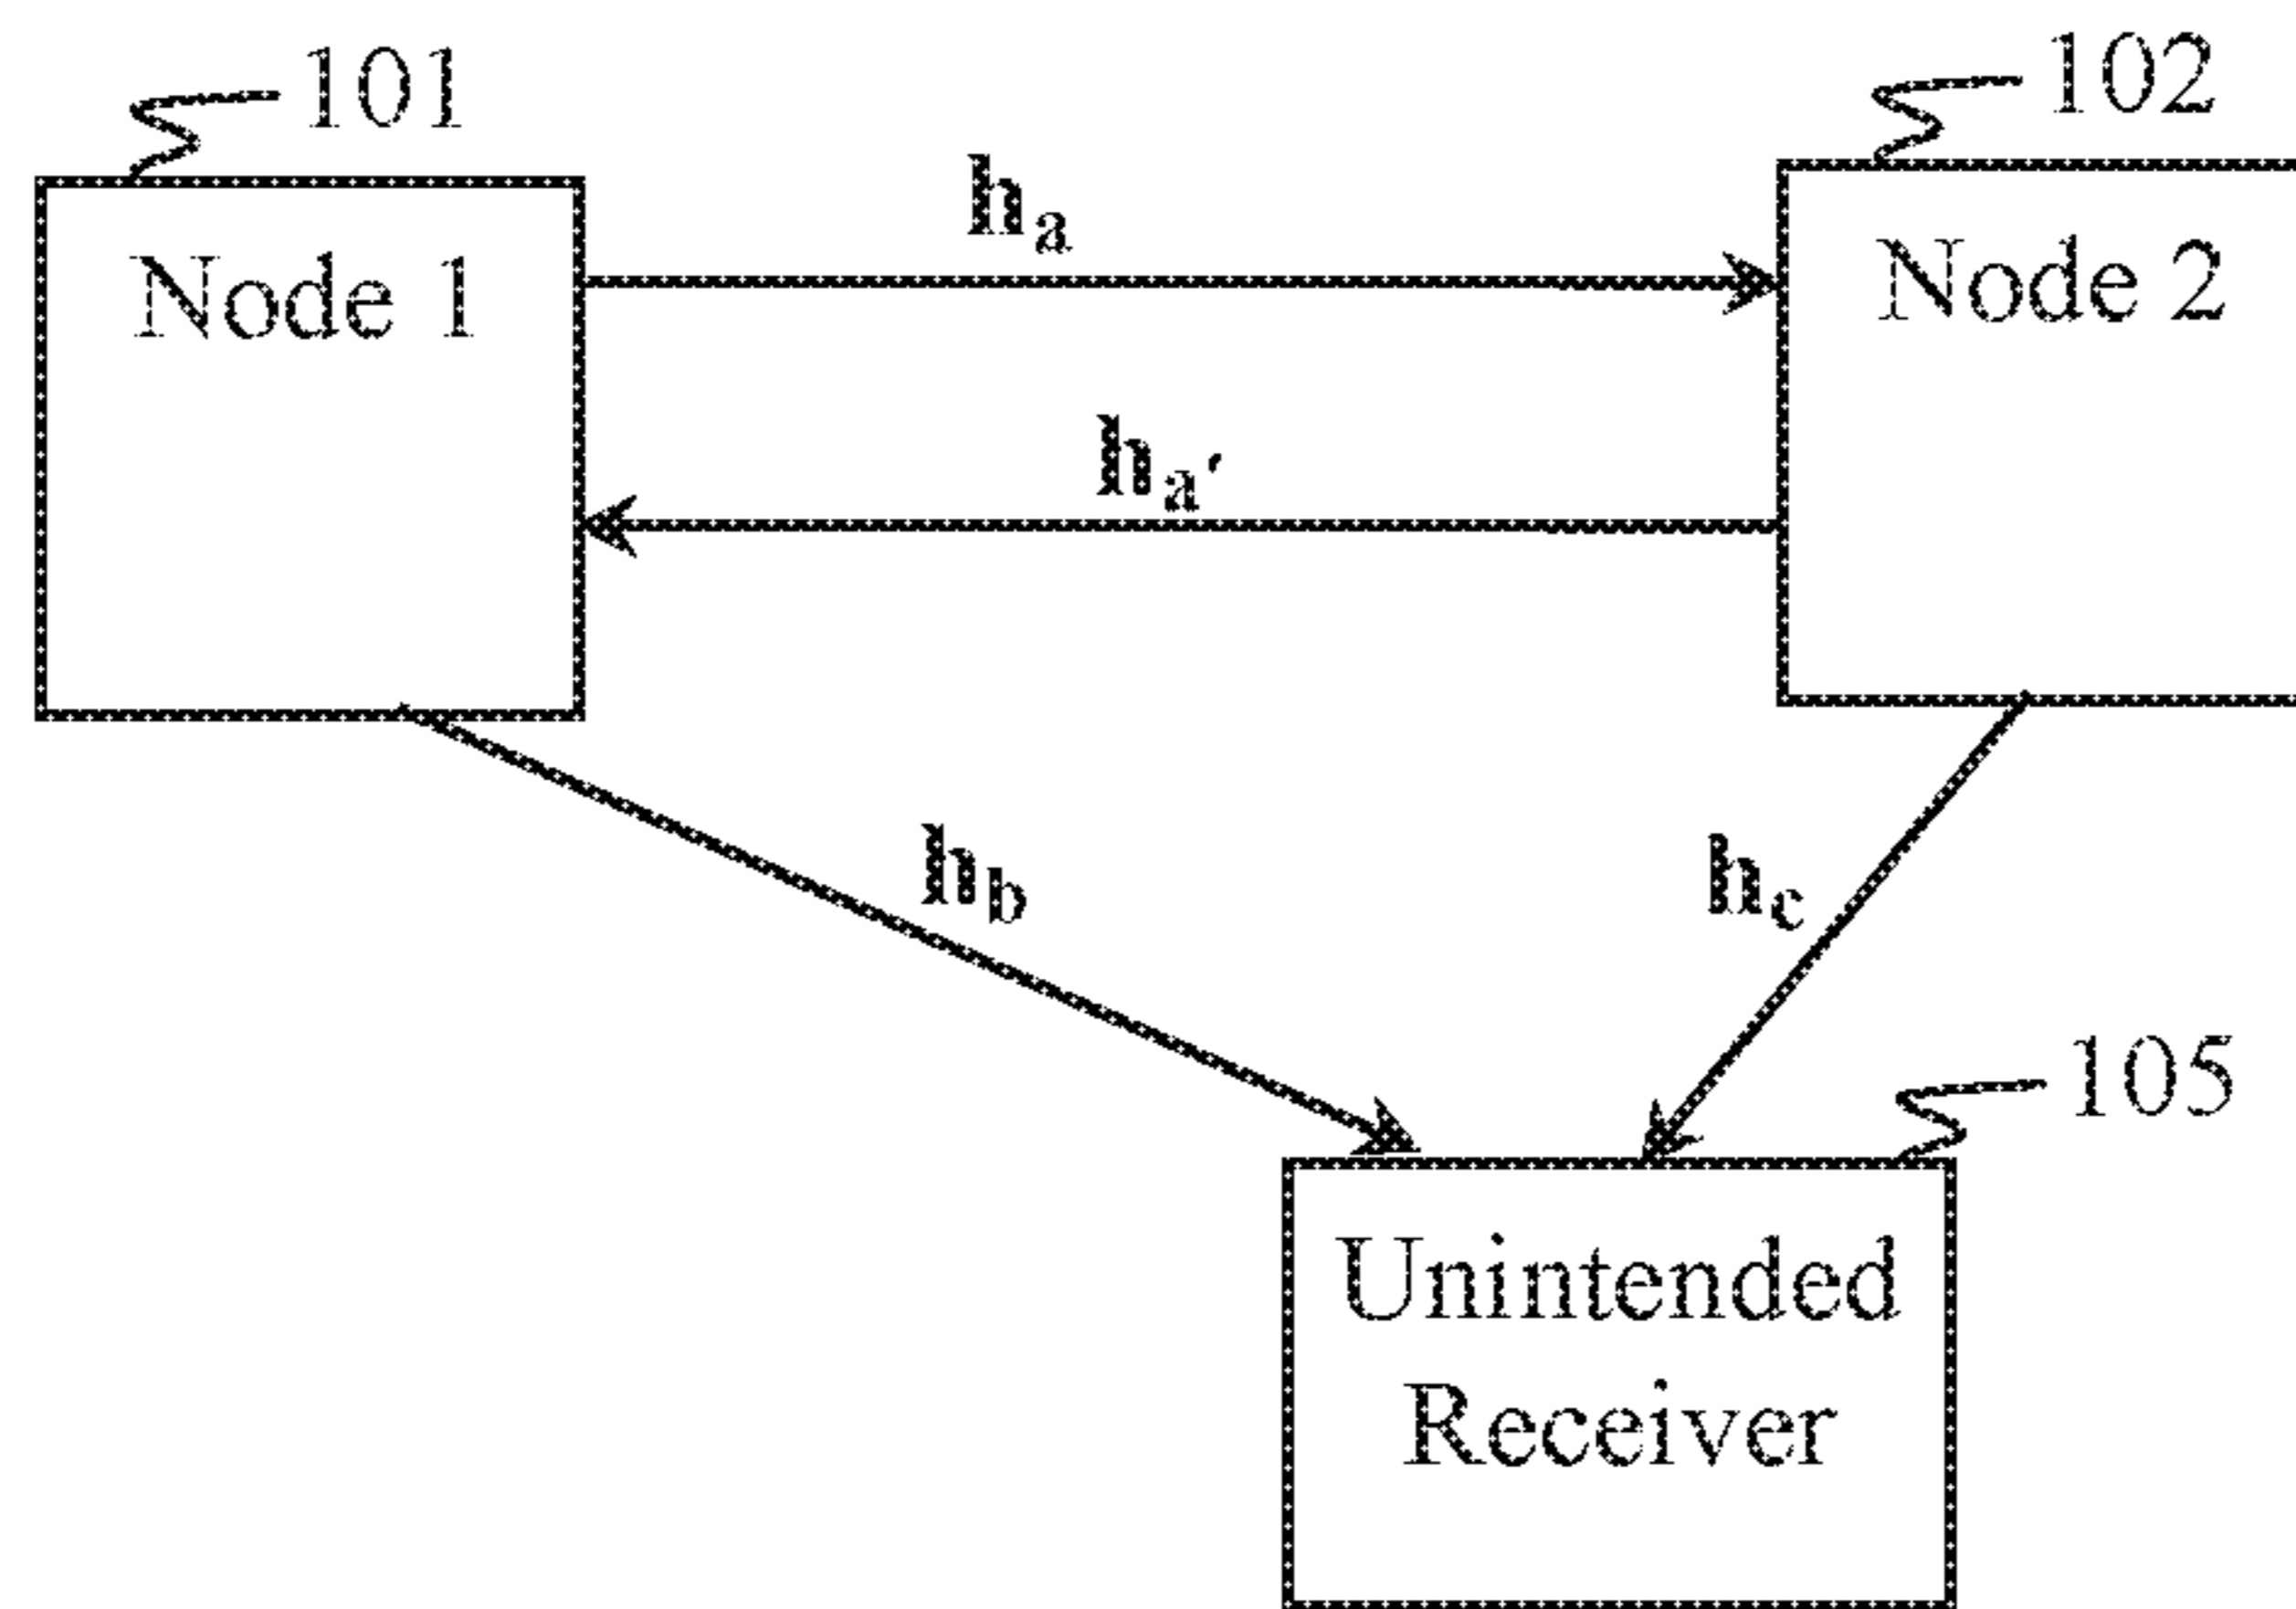 101
102
h_a
Node 1
Node 2
h_a′
h_b
h_c
105
Unintended
Receiver